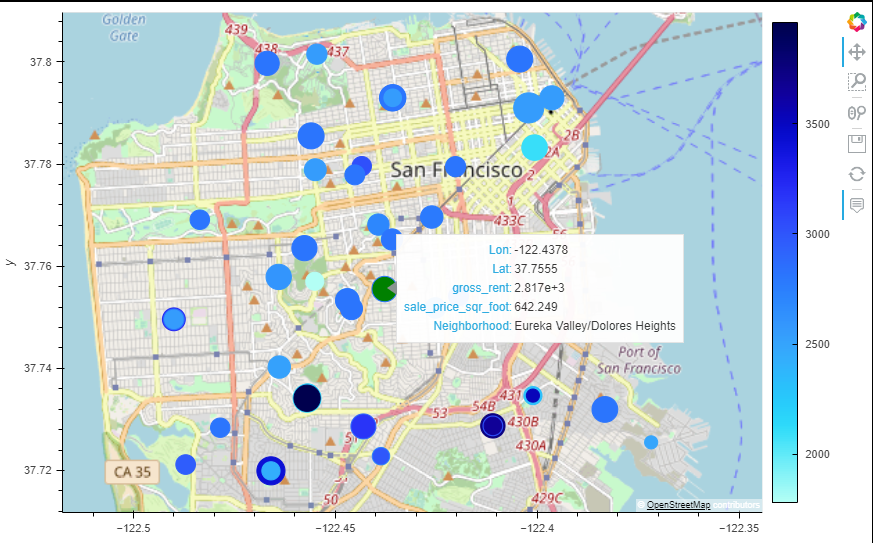 Golden
Gate
439
438
437
37.8
3500
2B
2A
37.78
San Francisco
2
1
433C
3000
y
Lon: -122.4378
Lat: 37.7555
gross_rent: 2.817e+3
sale_price_sqr_foot: 642.249
Neighborhood: Eureka Valley/Dolores Heights
37.76
2500
37.74
Port of
San Francisco
431
54B
53
430B
430A
CA 35
37.72
2000
50
429C
© OpenStreetMap contributors
−122.5
−122.45
−122.4
−122.35